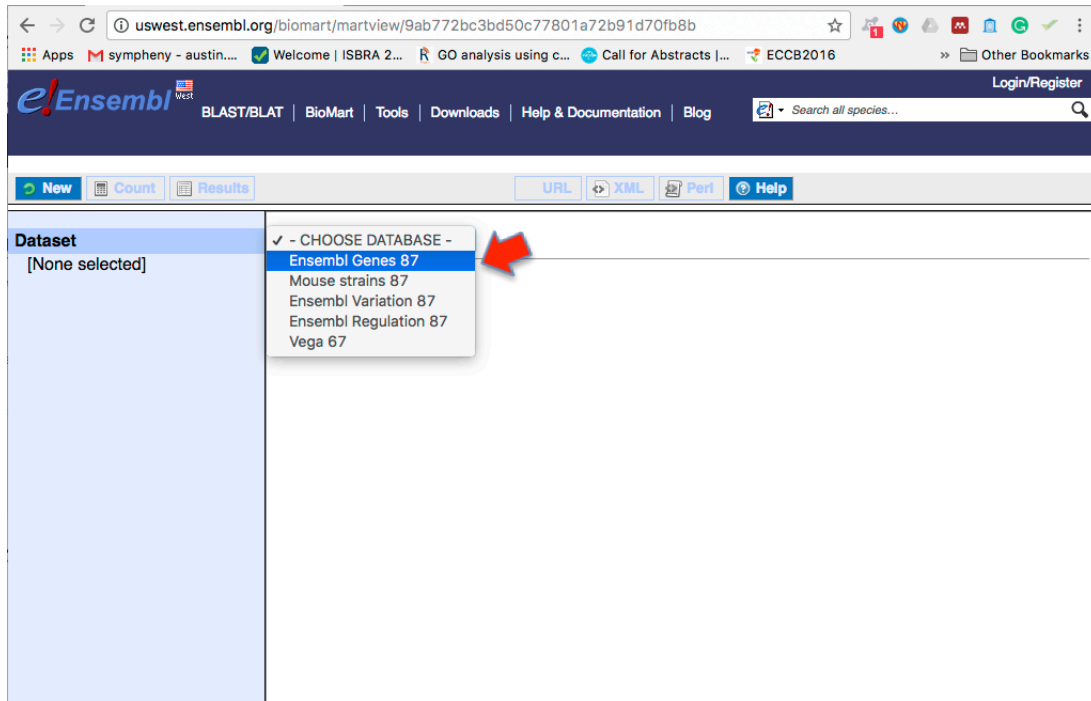 uswest.ensembl.org/biomart/martview/9ab772bc3bd50c77801a72b91d70fb8b
Apps sympheny - austin.... Welcome | ISBRA 2... GO analysis using c... Call for Abstracts |... ECCB2016 » Other Bookmarks
Login/Register
e!Ensembl West BLAST/BLAT | BioMart | Tools | Downloads | Help & Documentation | Blog Search all species...
New Count Results URL XML Perl Help
Dataset
[None selected]
✓ - CHOOSE DATABASE -
Ensembl Genes 87
Mouse strains 87
Ensembl Variation 87
Ensembl Regulation 87
Vega 67